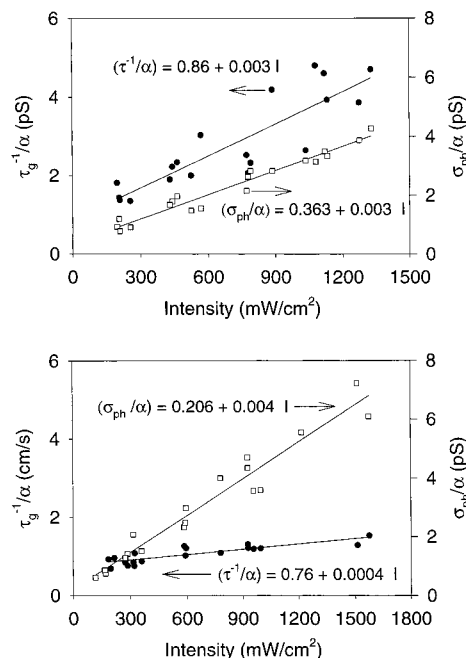 6
4
2
0
τg⁻¹/α (pS)
(τ⁻¹/α) = 0.86 + 0.003 I
(σph/α) = 0.363 + 0.003 I
8
6
4
2
0
σph/α (pS)
0 300 600 900 1200 1500
Intensity (mW/cm²)
6
4
2
0
τg⁻¹/α (cm/s)
(σph/α) = 0.206 + 0.004 I
(τ⁻¹/α) = 0.76 + 0.0004 I
8
6
4
2
0
σph/α (pS)
0 300 600 900 1200 1500
Intensity (mW/cm²)